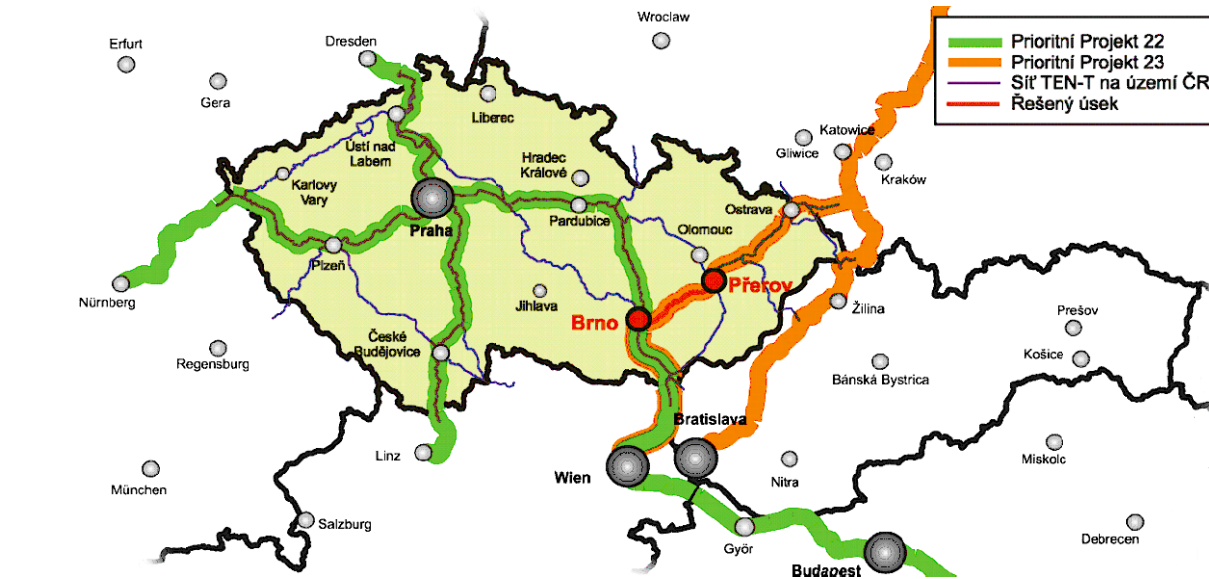 Wroclaw
Erfurt
Dresden
Gera
Liberec
Prioritní Projekt 22
Prioritní Projekt 23
Síť TEN-T na území ČR
Řešený úsek
Ústí nad
Labem
Katowice
Gliwice
Kraków
Karlovy
Vary
Hradec
Králové
Praha
Pardubice
Ostrava
Olomouc
Plzeň
Přerov
Nürnberg
Jihlava
Brno
Žilina
Prešov
České
Budějovice
Regensburg
Košice
Bánská Bystrica
Bratislava
Linz
Wien
Nitra
Miskolc
München
Salzburg
Győr
Debrecen
Budapest